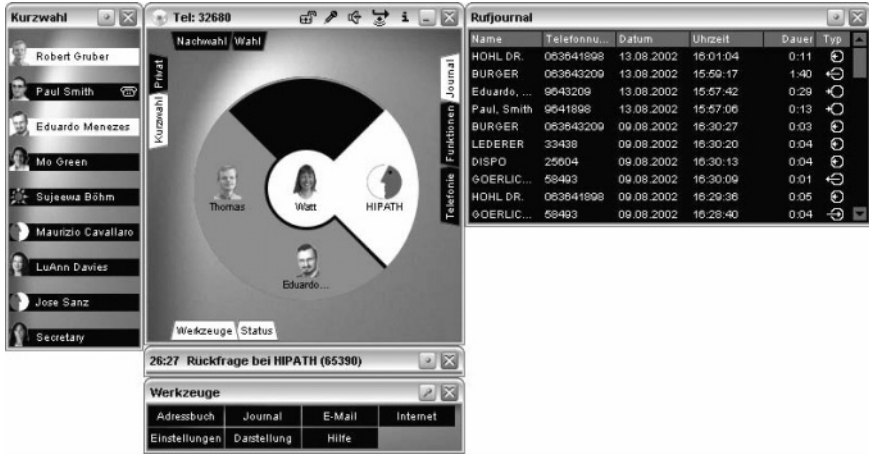 Kurzwahl
Robert Gruber
Paul Smith
Eduardo Menezes
Mo Green
Sujeewa Böhm
Maurizio Cavallaro
LuAnn Davies
Jose Sanz
Secretary
Tel: 32680
Nachwahl Wahl
Privat
Kurzwahl
Journal
Funktionen
Telefonie
Thomas
Watt
HIPATH
Eduardo...
Werkzeuge Status
26:27 Rückfrage bei HIPATH (65390)
Werkzeuge
Adressbuch Journal E-Mail Internet
Einstellungen Darstellung Hilfe
Rufjournal
Name Telefonnu... Datum Uhrzeit Dauer Typ
HOHL DR. 063641898 13.08.2002 16:01:04 0:11
BURGER 063643209 13.08.2002 15:59:17 1:40
Eduardo, ... 9643209 13.08.2002 15:57:42 0:29
Paul, Smith 9641898 13.08.2002 15:57:06 0:13
BURGER 063643209 09.08.2002 16:30:27 0:03
LEDERER 33438 09.08.2002 16:30:20 0:04
DISPO 25604 09.08.2002 16:30:13 0:04
GOERLIC... 58493 09.08.2002 16:30:09 0:01
HOHL DR. 063641898 09.08.2002 16:29:36 0:05
GOERLIC... 58493 09.08.2002 16:28:40 0:04